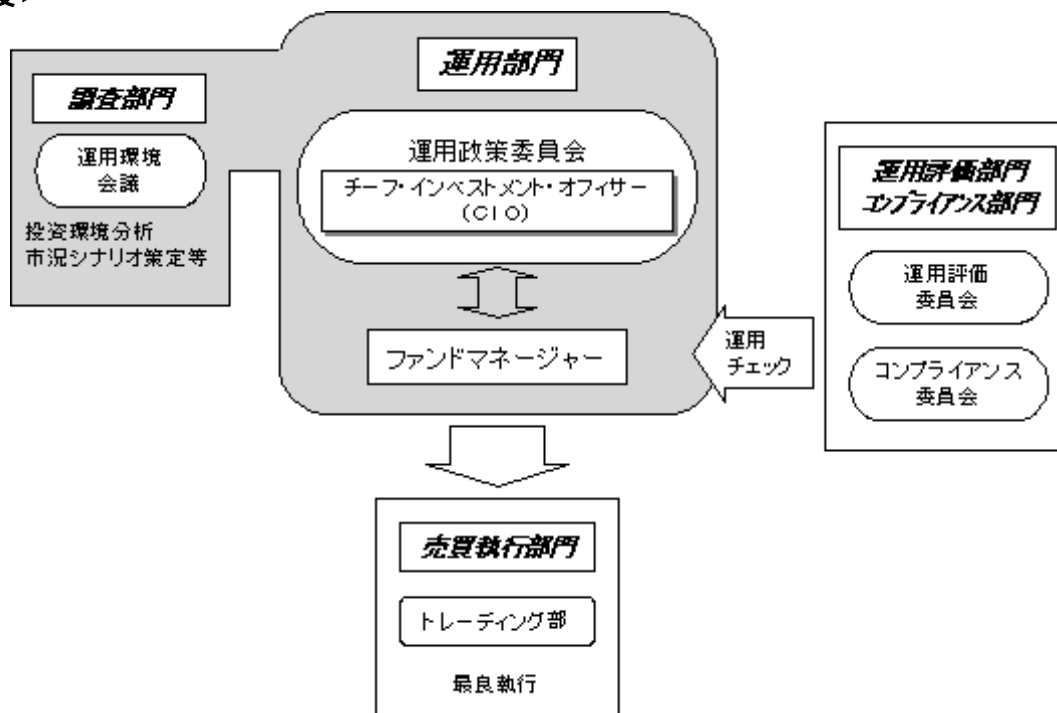 調査部門
運用環境
会議
投資環境分析
市況シナリオ策定等
運用部門
運用政策委員会
チーフ・インベストメント・オフィサー
(CIO)
ファンドマネージャー
運用
チェック
運用評価部門
コンプライアンス部門
運用評価
委員会
コンプライアンス
委員会
売買執行部門
トレーディング部
最良執行